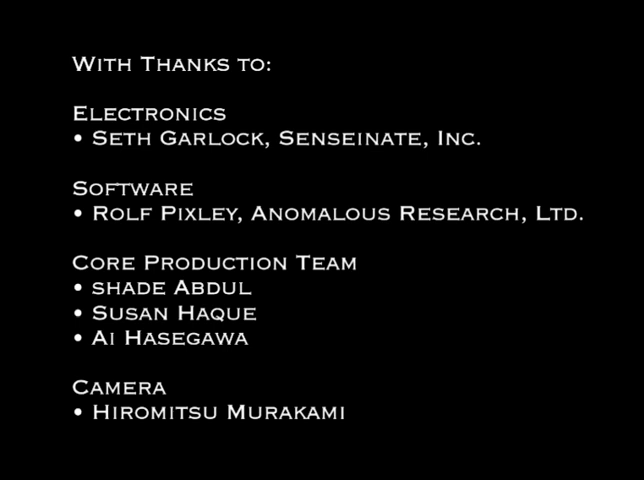 With Thanks to:
Electronics
• Seth Garlock, Senseinate, Inc.
Software
• Rolf Pixley, Anomalous Research, Ltd.
Core Production Team
• shade Abdul
• Susan Haque
• Ai Hasegawa
Camera
• Hiromitsu Murakami